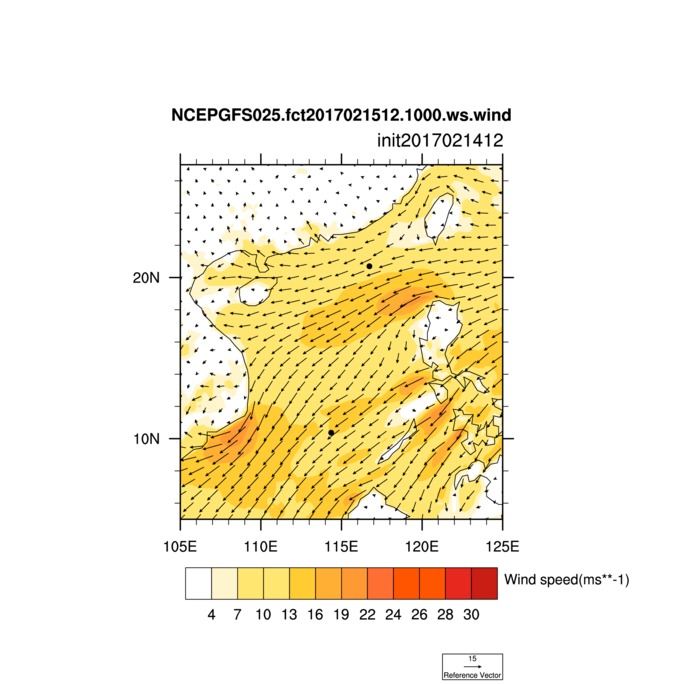 NCEPGFS025.fct2017021512.1000.ws.wind
init2017021412
20N
10N
105E 110E 115E 120E 125E
Wind speed(ms**-1)
4 7 10 13 16 19 22 24 26 28 30
15
Reference Vector